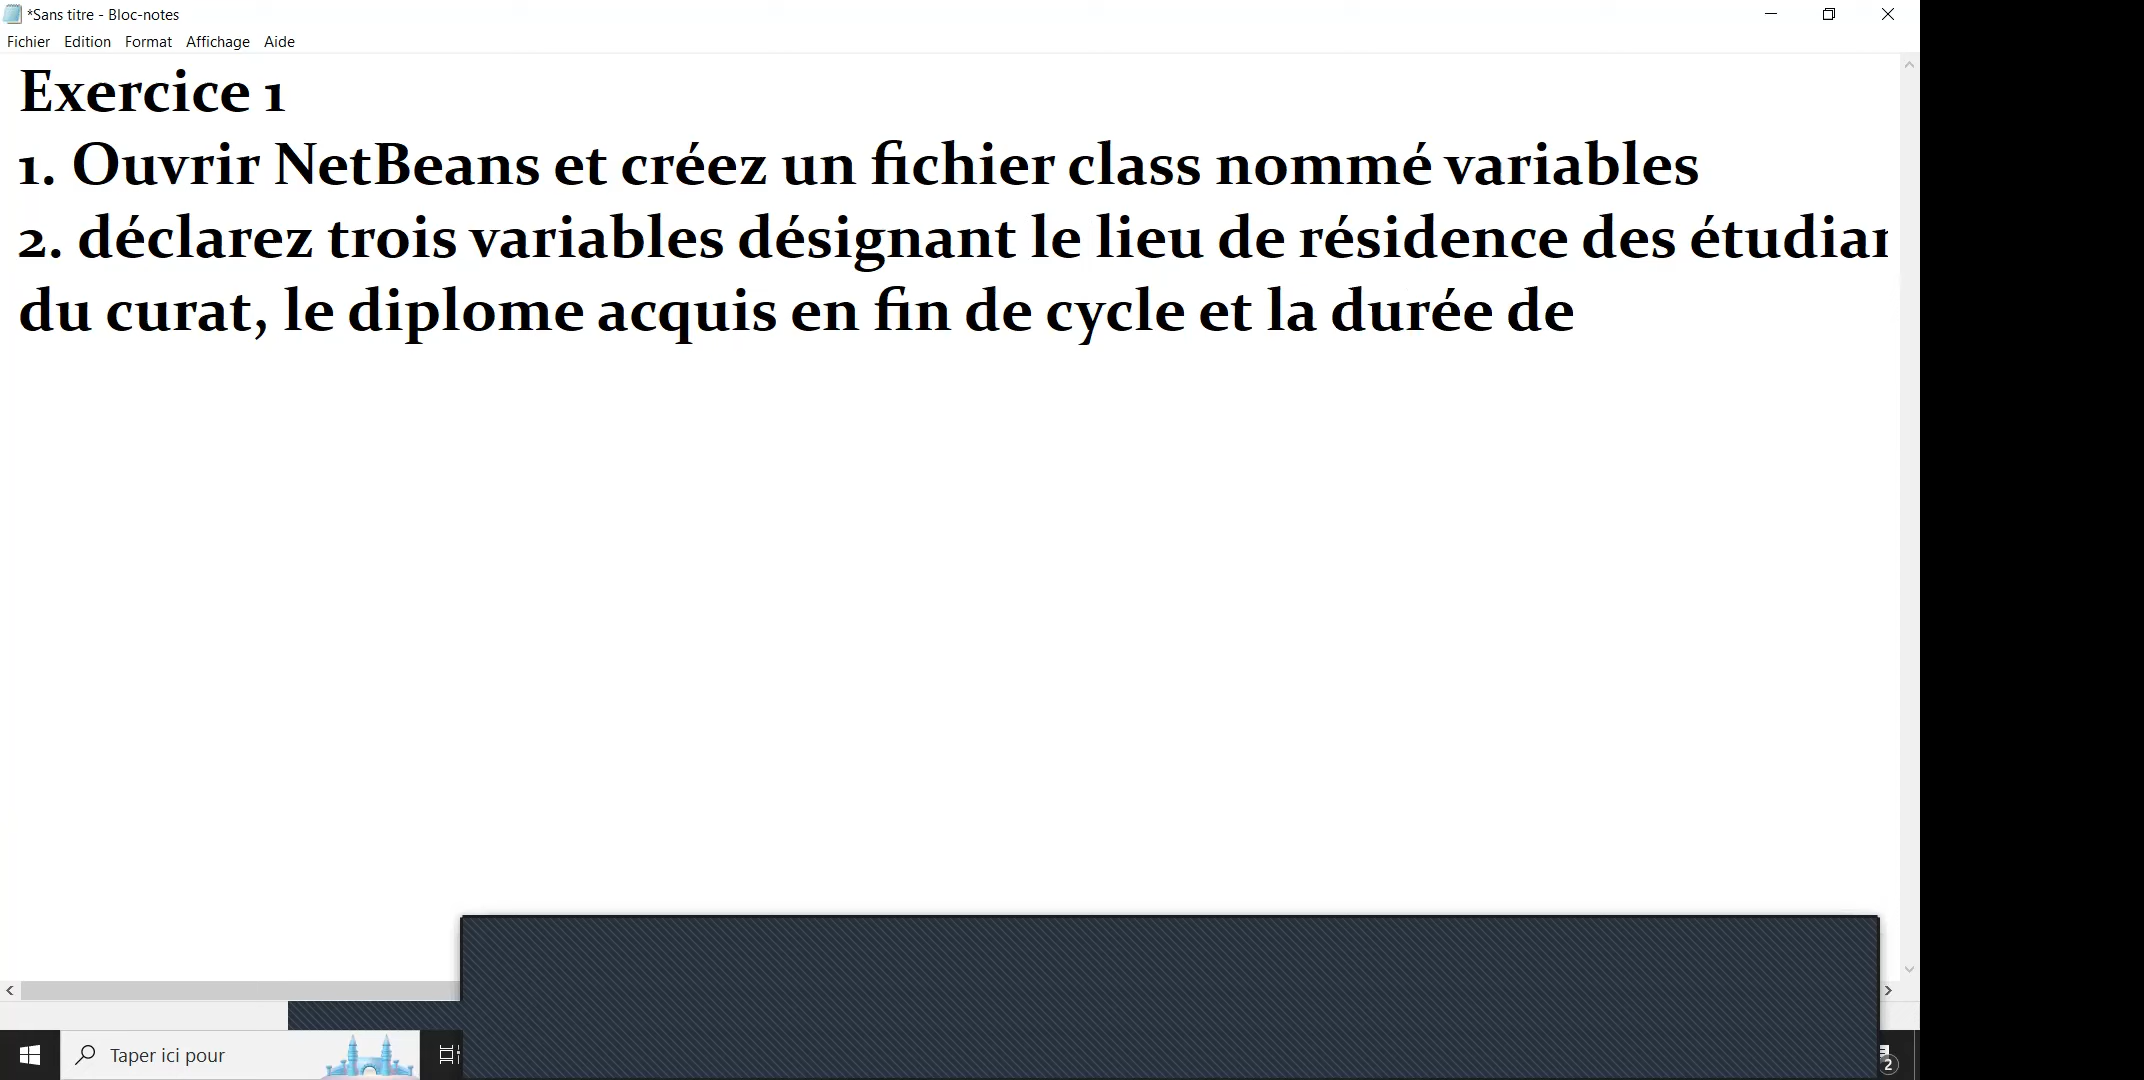 *Sans titre - Bloc-notes
Fichier Edition Format Affichage Aide
Exercice 1
1. Ouvrir NetBeans et créez un fichier class nommé variables
2. déclarez trois variables désignant le lieu de résidence des
du curat, le diplome acquis en fin de cycle et la durée de
Taper ici pour
2